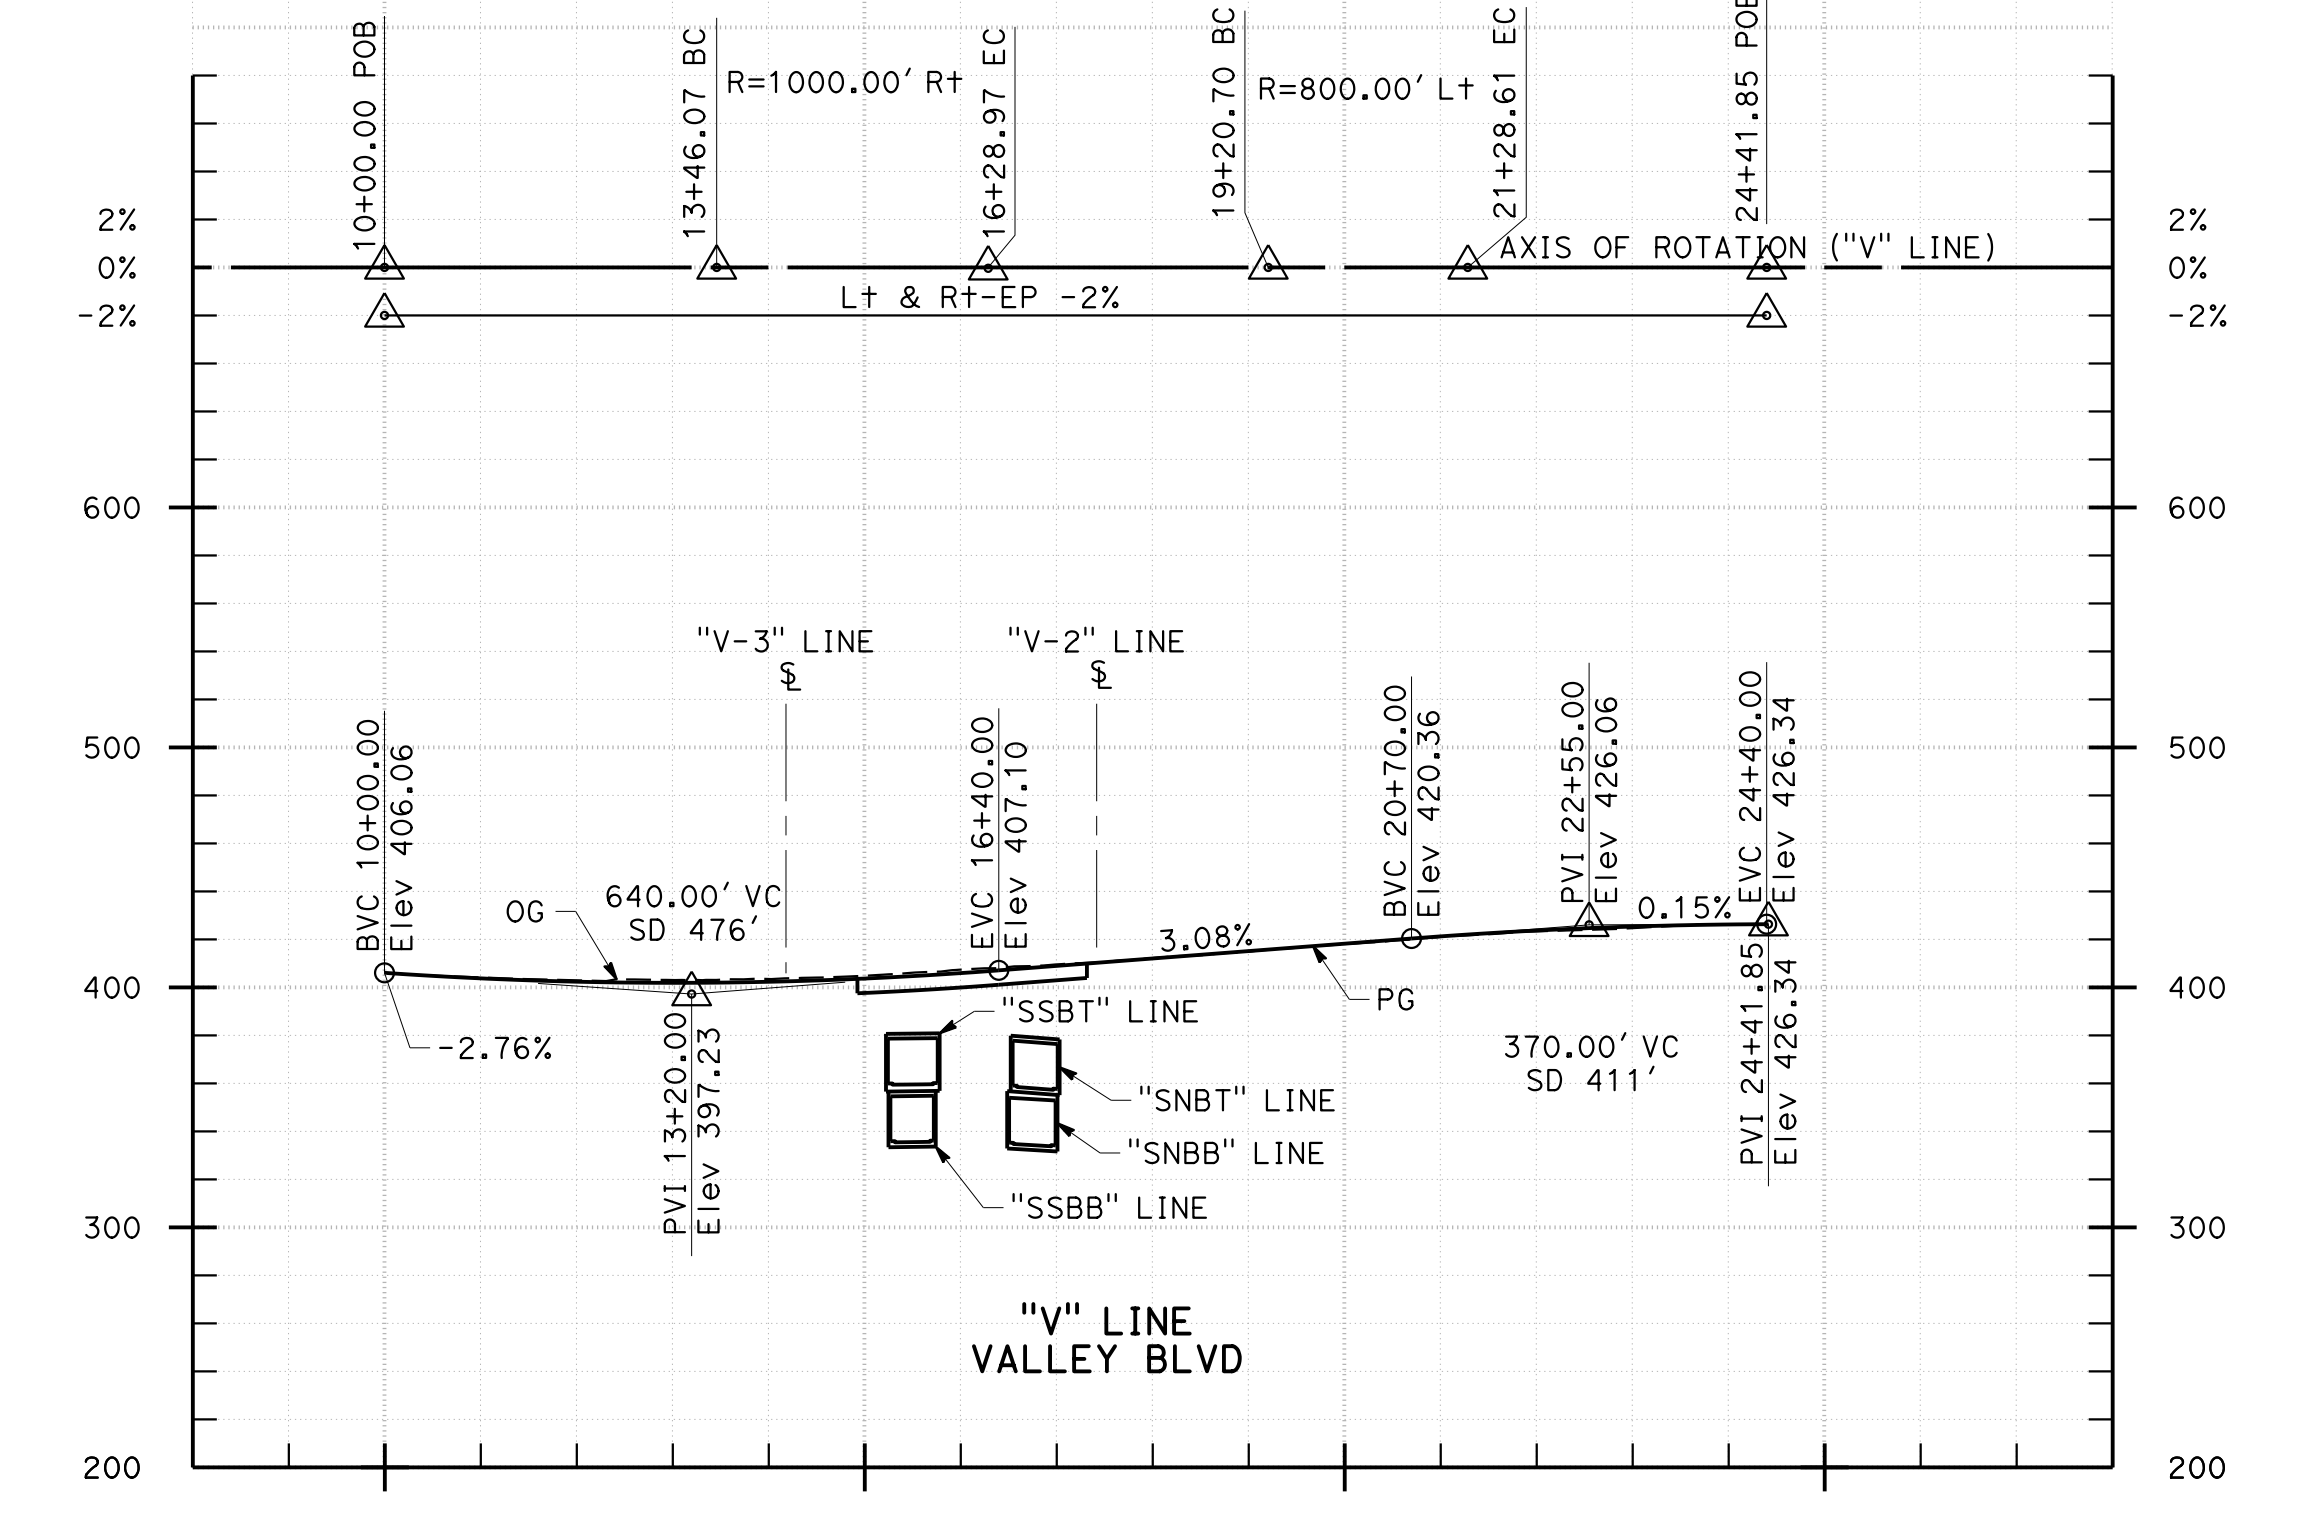 10+00.00 POB
13+46.07 BC
R=1000.00' Rt
16+28.97 EC
19+20.70 BC
R=800.00' Lt
21+28.61 EC
24+41.85 POE
2%
2%
AXIS OF ROTATION ("V" LINE)
0%
0%
Lt & Rt-EP -2%
-2%
-2%
600
600
"V-3" LINE
"V-2" LINE
500
500
BVC 10+00.00
Elev 406.06
OG
640.00' VC
SD 476'
EVC 16+40.00
Elev 407.10
3.08%
BVC 20+70.00
Elev 420.36
PVI 22+55.00
Elev 426.06
0.15%
EVC 24+40.00
Elev 426.34
400
400
-2.76%
PVI 13+20.00
Elev 397.23
"SSBT" LINE
PG
"SNBT" LINE
"SNBB" LINE
"SSBB" LINE
370.00' VC
SD 411'
PVI 24+41.85
Elev 426.34
300
300
"V" LINE
VALLEY BLVD
200
200